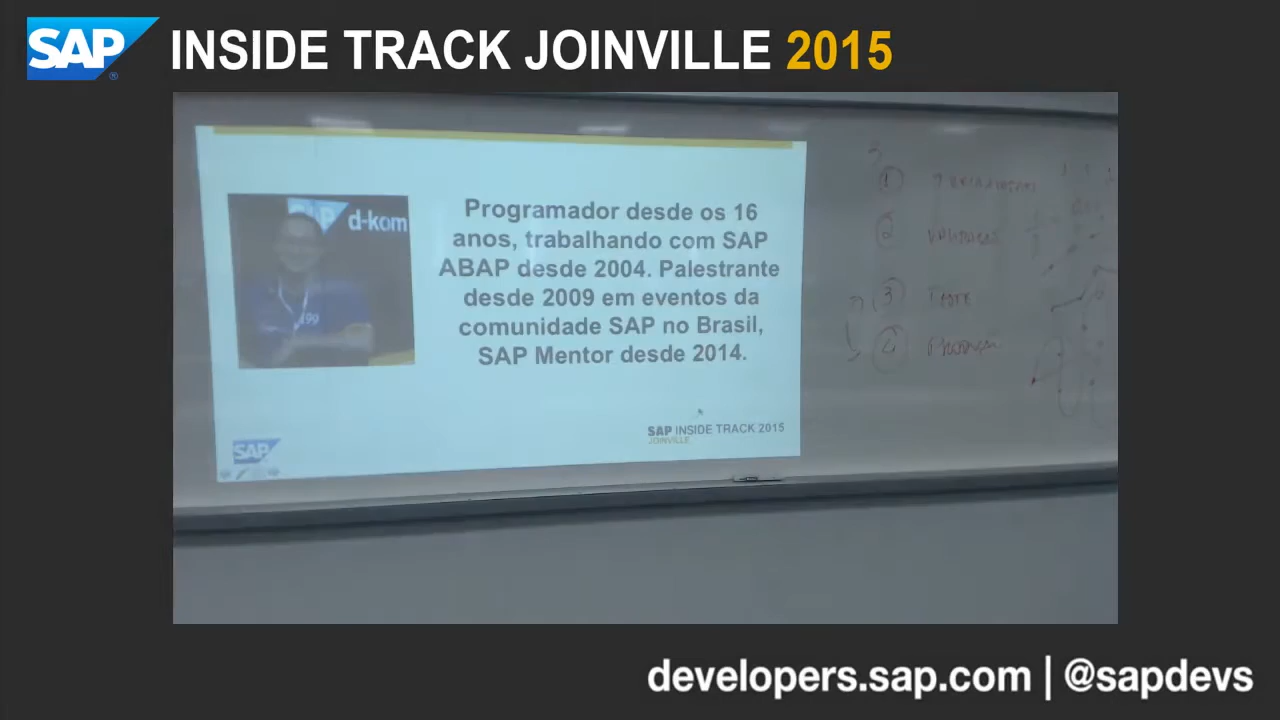 SAP INSIDE TRACK JOINVILLE 2015
SAP d-kom
Programador desde os 16
anos, trabalhando com SAP
ABAP desde 2004. Palestrante
desde 2009 em eventos da
comunidade SAP no Brasil,
SAP Mentor desde 2014.
199
SAP INSIDE TRACK 2015
JOINVILLE
SAP
1
2
3
4
developers.sap.com | @sapdevs